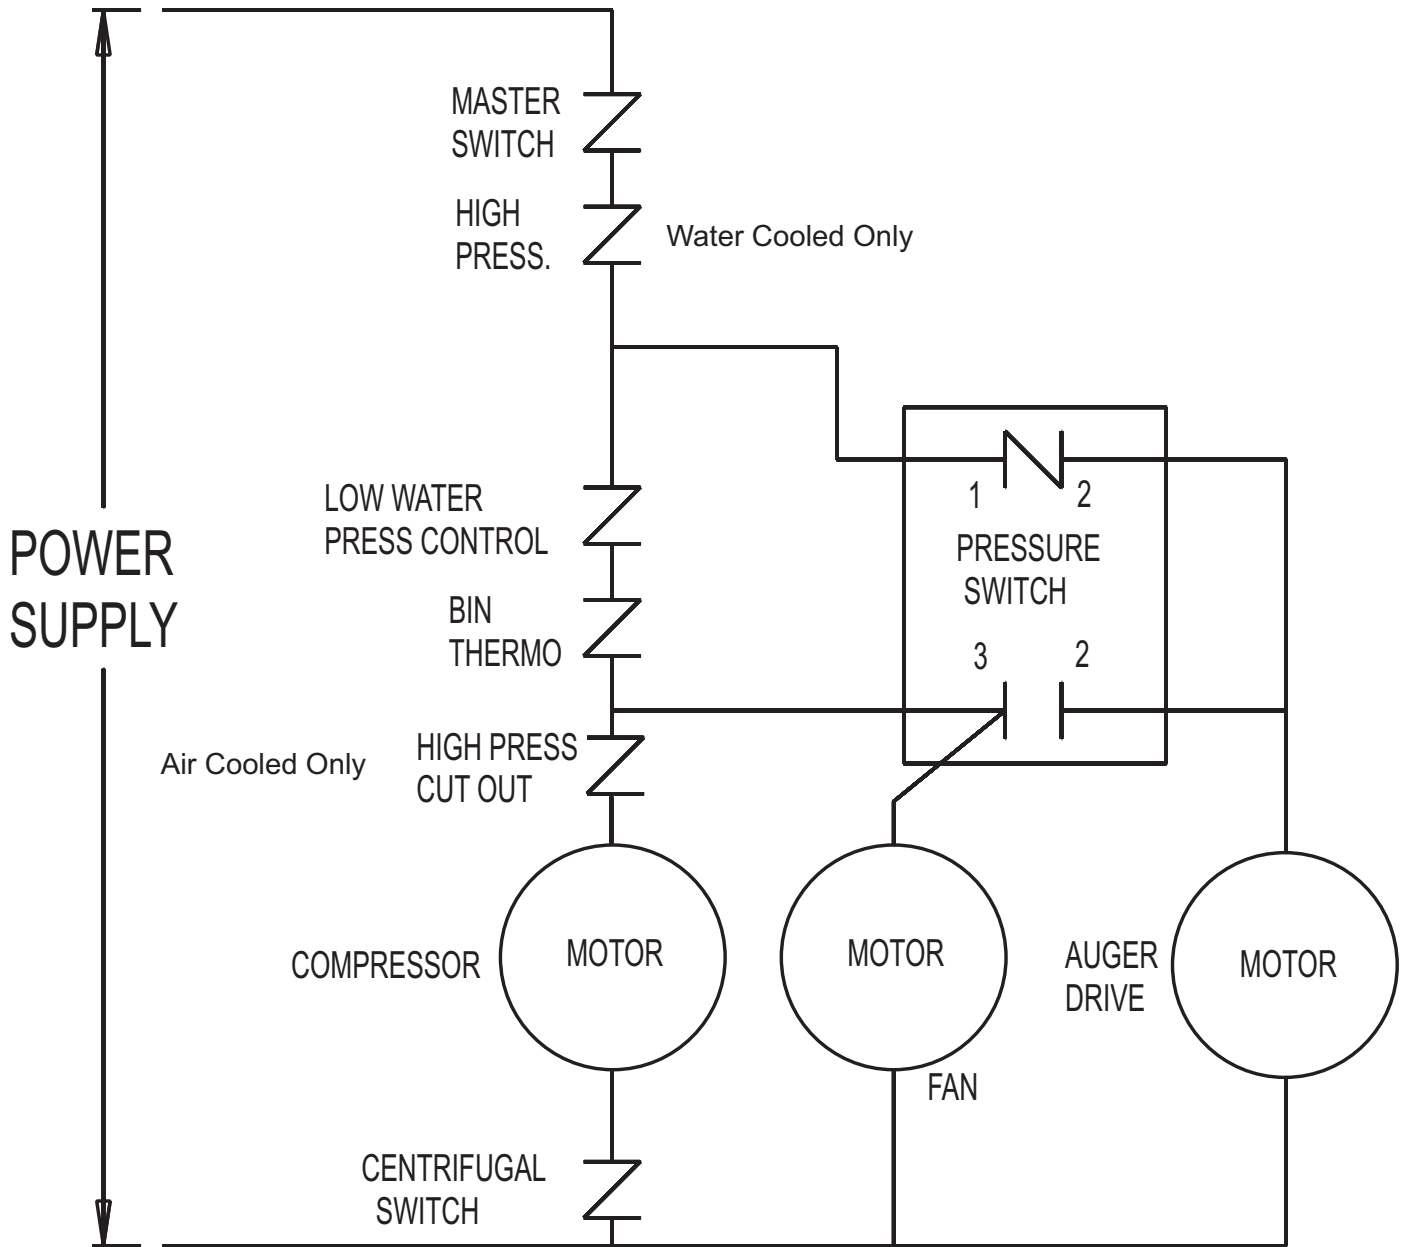 MASTER
SWITCH
HIGH
PRESS.
Water Cooled Only
LOW WATER
PRESS CONTROL
1 2
PRESSURE
SWITCH
POWER
SUPPLY
BIN
THERMO
3 2
Air Cooled Only
HIGH PRESS
CUT OUT
COMPRESSOR
MOTOR
MOTOR
FAN
AUGER
DRIVE
MOTOR
CENTRIFUGAL
SWITCH